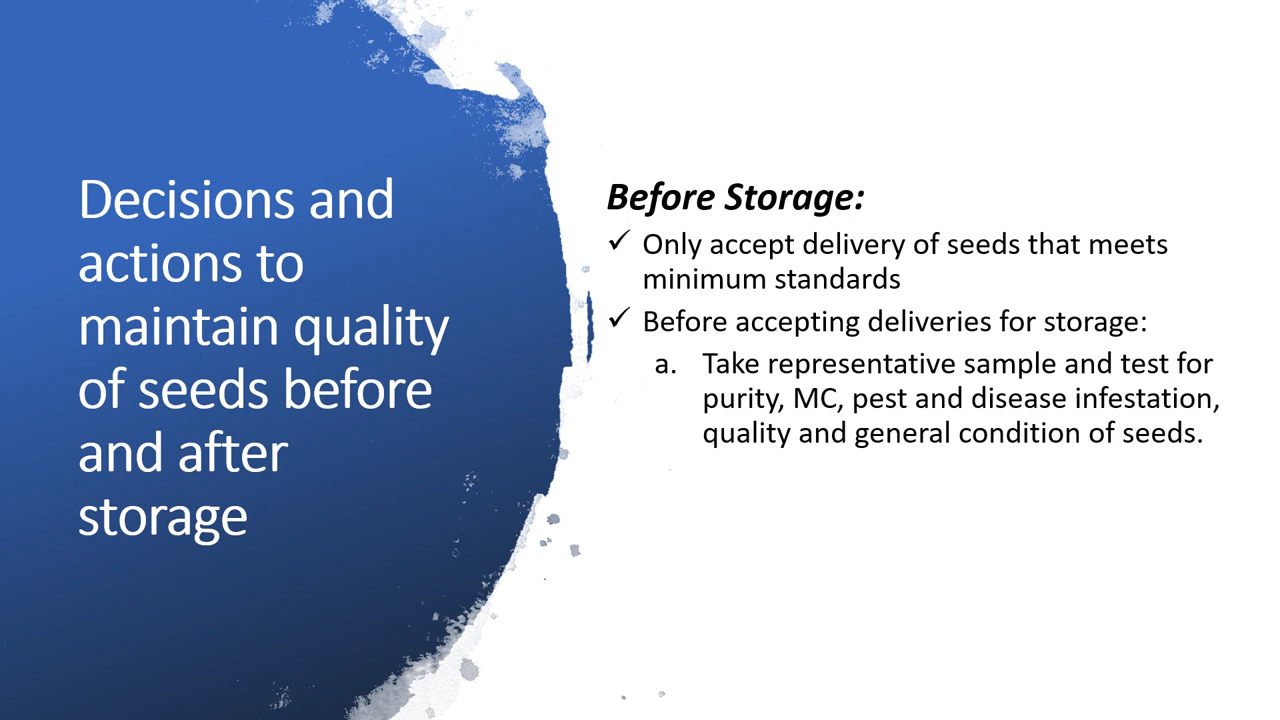 Decisions and
actions to
maintain quality
of seeds before
and after
storage
Before Storage:
✓ Only accept delivery of seeds that meets
minimum standards
✓ Before accepting deliveries for storage:
a. Take representative sample and test for
purity, MC, pest and disease infestation,
quality and general condition of seeds.